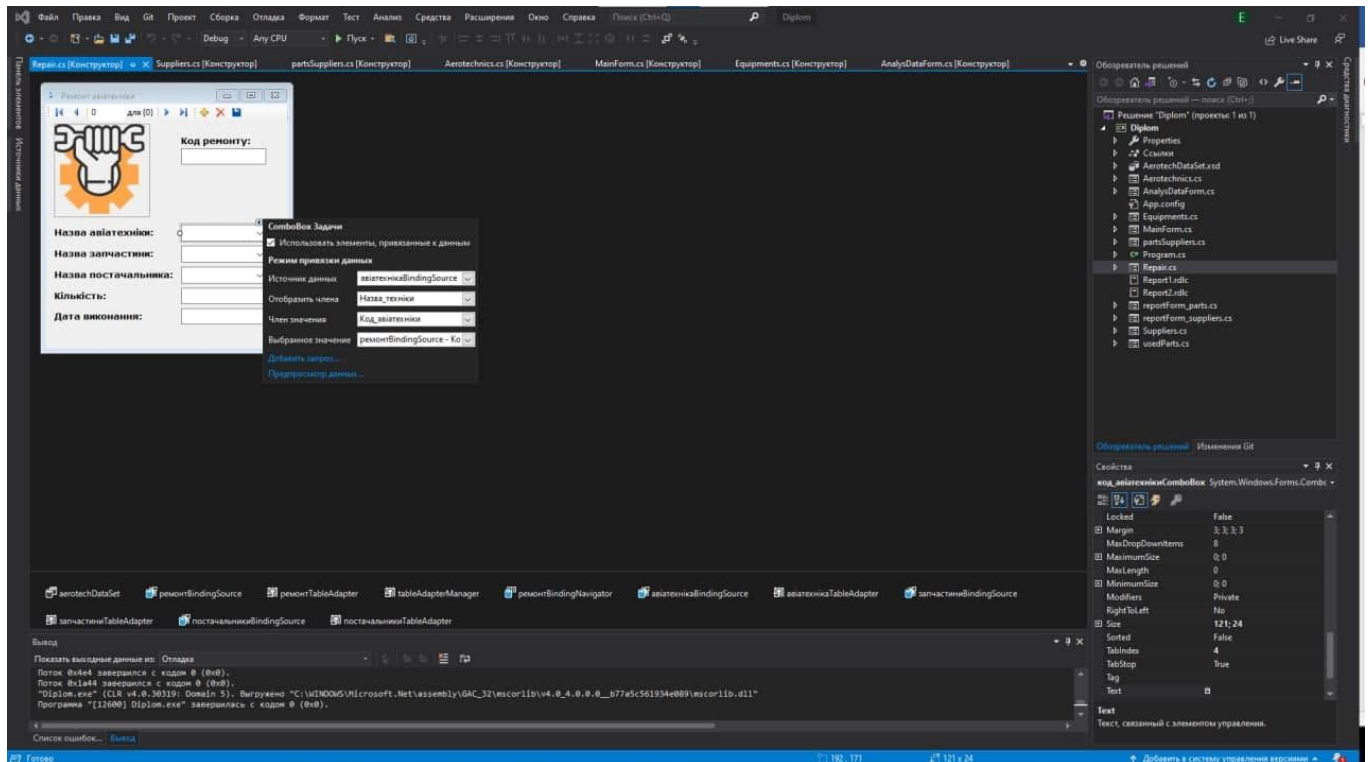 Файл Правка Вид Git Проект Сборка Отладка Формат Тест Анализ Средства Расширения Окно Справка Поиск (Ctrl+Q) Diplom E
Debug Any CPU Пуск Live Share
Repair.cs [Конструктор] Suppliers.cs [Конструктор] partsSuppliers.cs [Конструктор] Aerotechnics.cs [Конструктор] MainForm.cs [Конструктор] Equipments.cs [Конструктор] AnalysDataForm.cs [Конструктор]
Панель элементов
Источники данных
Ремонт авіатехніки
0 для {0}
Код ремонту:
Назва авіатехніки:
Назва запчастини:
Назва постачальника:
Кількість:
Дата виконання:
ComboBox Задачи
Использовать элементы, привязанные к данным
Режим привязки данных
Источник данных авіатехнікаBindingSource
Отобразить члена Назва_техніки
Член значения Код_авіатехніки
Выбранное значение ремонтBindingSource - Ко
Добавить запрос...
Предпросмотр данных...
aerotechDataSet ремонтBindingSource ремонтTableAdapter tableAdapterManager ремонтBindingNavigator авіатехнікаBindingSource авіатехнікаTableAdapter запчастиниBindingSource
запчастиниTableAdapter постачальникиBindingSource постачальникиTableAdapter
Вывод
Показать выходные данные из: Отладка
Поток 0x4e4 завершился с кодом 0 (0x0).
Поток 0x1a44 завершился с кодом 0 (0x0).
"Diplom.exe" (CLR v4.0.30319: Domain 5). Выгружено "C:\WINDOWS\Microsoft.Net\assembly\GAC_32\mscorlib\v4.0_4.0.0.0__b77a5c561934e089\mscorlib.dll"
Программа "[12600] Diplom.exe" завершилась с кодом 0 (0x0).
Список ошибок... Вывод
Обозреватель решений
Обозреватель решений — поиск (Ctrl+;)
Решение "Diplom" (проекты: 1 из 1)
Diplom
Properties
Ссылки
AerotechDataSet.xsd
Aerotechnics.cs
AnalysDataForm.cs
App.config
Equipments.cs
MainForm.cs
partsSuppliers.cs
Program.cs
Repair.cs
Report1.rdlc
Report2.rdlc
reportForm_parts.cs
reportForm_suppliers.cs
Suppliers.cs
usedParts.cs
Обозреватель решений Изменения Git
Свойства
код_авіатехнікиComboBox System.Windows.Forms.Combo
Locked False
Margin 3; 3; 3; 3
MaxDropDownItems 8
MaximumSize 0; 0
MaxLength 0
MinimumSize 0; 0
Modifiers Private
RightToLeft No
Size 121; 24
Sorted False
TabIndex 4
TabStop True
Tag
Text
Text
Текст, связанный с элементом управления.
Средства диагностики
Готово 192 , 171 121 x 24 Добавить в систему управления версиями